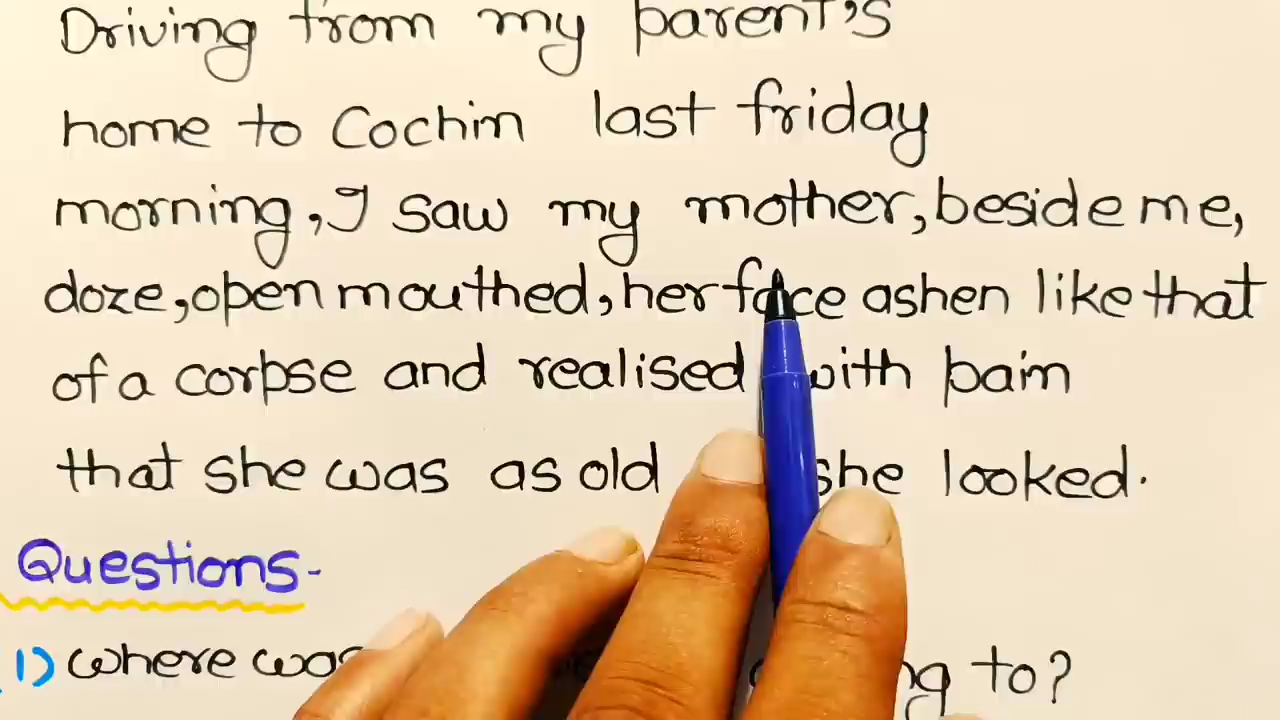 Driving from my parent's
home to Cochin last friday
morning, I saw my mother, beside me,
doze, open mouthed, her face ashen like that
of a corpse and realised with pain
that she was as old she looked.
Questions-
1) where was to?